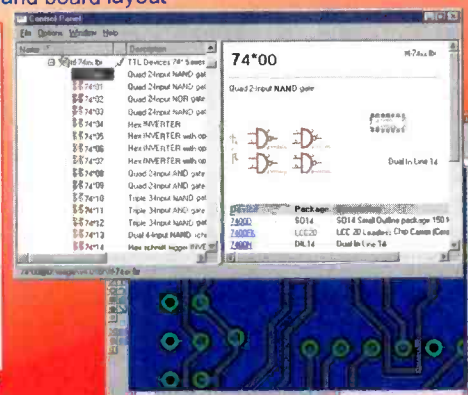 and board layout
Control Panel
File Options Window Help
Name Description
TTL Devices, 74* Series
Quad 2-input NAND gat
74*01 Quad 2-input NAND gat
74*02 Quad 2-input NOR gate
74*03 Quad 2-input NAND gat
74*04 Hex INVERTER
74*05 Hex INVERTER with op
74*06 Hex INVERTER with op
74*07 Hex INVERTER with op
74*08 Quad 2-input AND gate
74*09 Quad 2-input AND gate
74*10 Triple 3-input NAND gat
74*11 Triple 3-input AND gate
74*12 Triple 3-input NAND gat
74*13 Dual 4-input NAND
74*14 Hex schmitt trigger INVE
74*00
Quad 2-input NAND gate
Dual In Line 14
Device Package
7400D SO14 SO14 Small Outline package 150
LCC20 LCC 20 Leadless Chip Carrier
7400N DIL14 Dual In Line 14